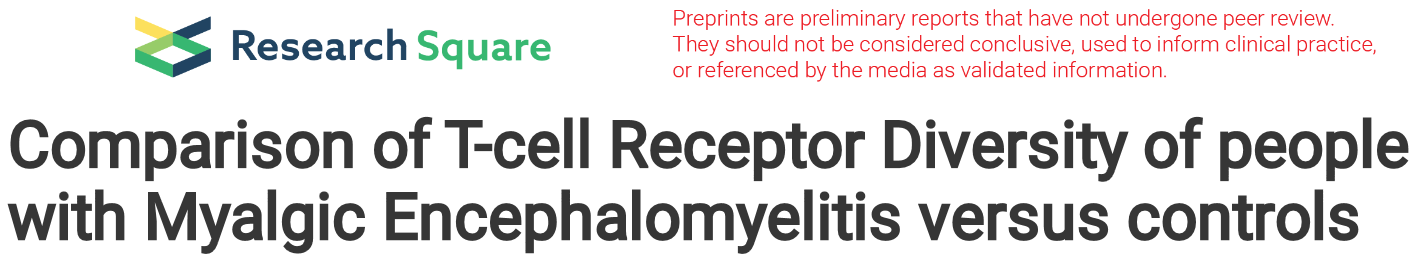 Research Square
Preprints are preliminary reports that have not undergone peer review.
They should not be considered conclusive, used to inform clinical practice,
or referenced by the media as validated information.
Comparison of T-cell Receptor Diversity of people
with Myalgic Encephalomyelitis versus controls